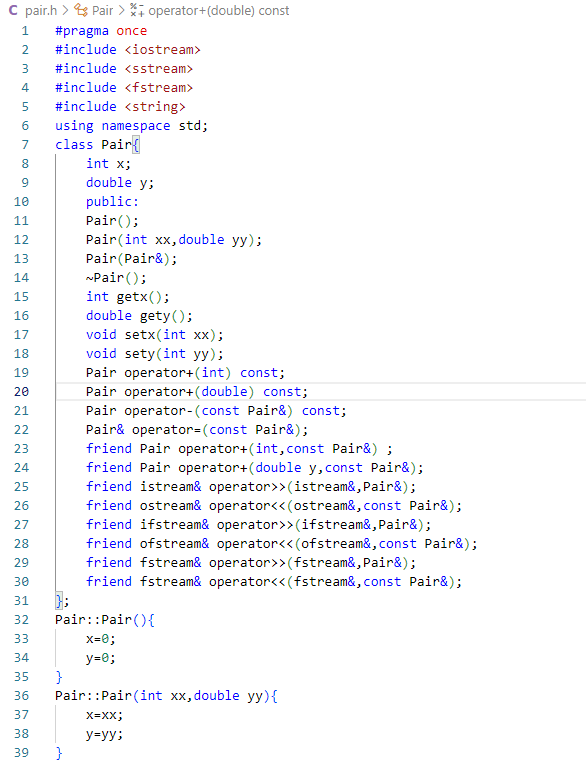 C pair.h > Pair > operator+(double) const
1 #pragma once
2 #include <iostream>
3 #include <sstream>
4 #include <fstream>
5 #include <string>
6 using namespace std;
7 class Pair{
8 int x;
9 double y;
10 public:
11 Pair();
12 Pair(int xx,double yy);
13 Pair(Pair&);
14 ~Pair();
15 int getx();
16 double gety();
17 void setx(int xx);
18 void sety(int yy);
19 Pair operator+(int) const;
20 Pair operator+(double) const;
21 Pair operator-(const Pair&) const;
22 Pair& operator=(const Pair&);
23 friend Pair operator+(int,const Pair&) ;
24 friend Pair operator+(double y,const Pair&);
25 friend istream& operator>>(istream&,Pair&);
26 friend ostream& operator<<(ostream&,const Pair&);
27 friend ifstream& operator>>(ifstream&,Pair&);
28 friend ofstream& operator<<(ofstream&,const Pair&);
29 friend fstream& operator>>(fstream&,Pair&);
30 friend fstream& operator<<(fstream&,const Pair&);
31 };
32 Pair::Pair(){
33 x=0;
34 y=0;
35 }
36 Pair::Pair(int xx,double yy){
37 x=xx;
38 y=yy;
39 }